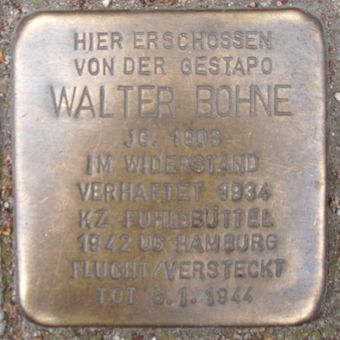 HIER ERSCHOSSEN
VON DER GESTAPO
WALTER BOHNE
JG. 1903
IM WIDERSTAND
VERHAFTET 1934
KZ FUHLSBÜTTEL
1942 UG HAMBURG
FLUCHT/VERSTECKT
TOT 5.1.1944